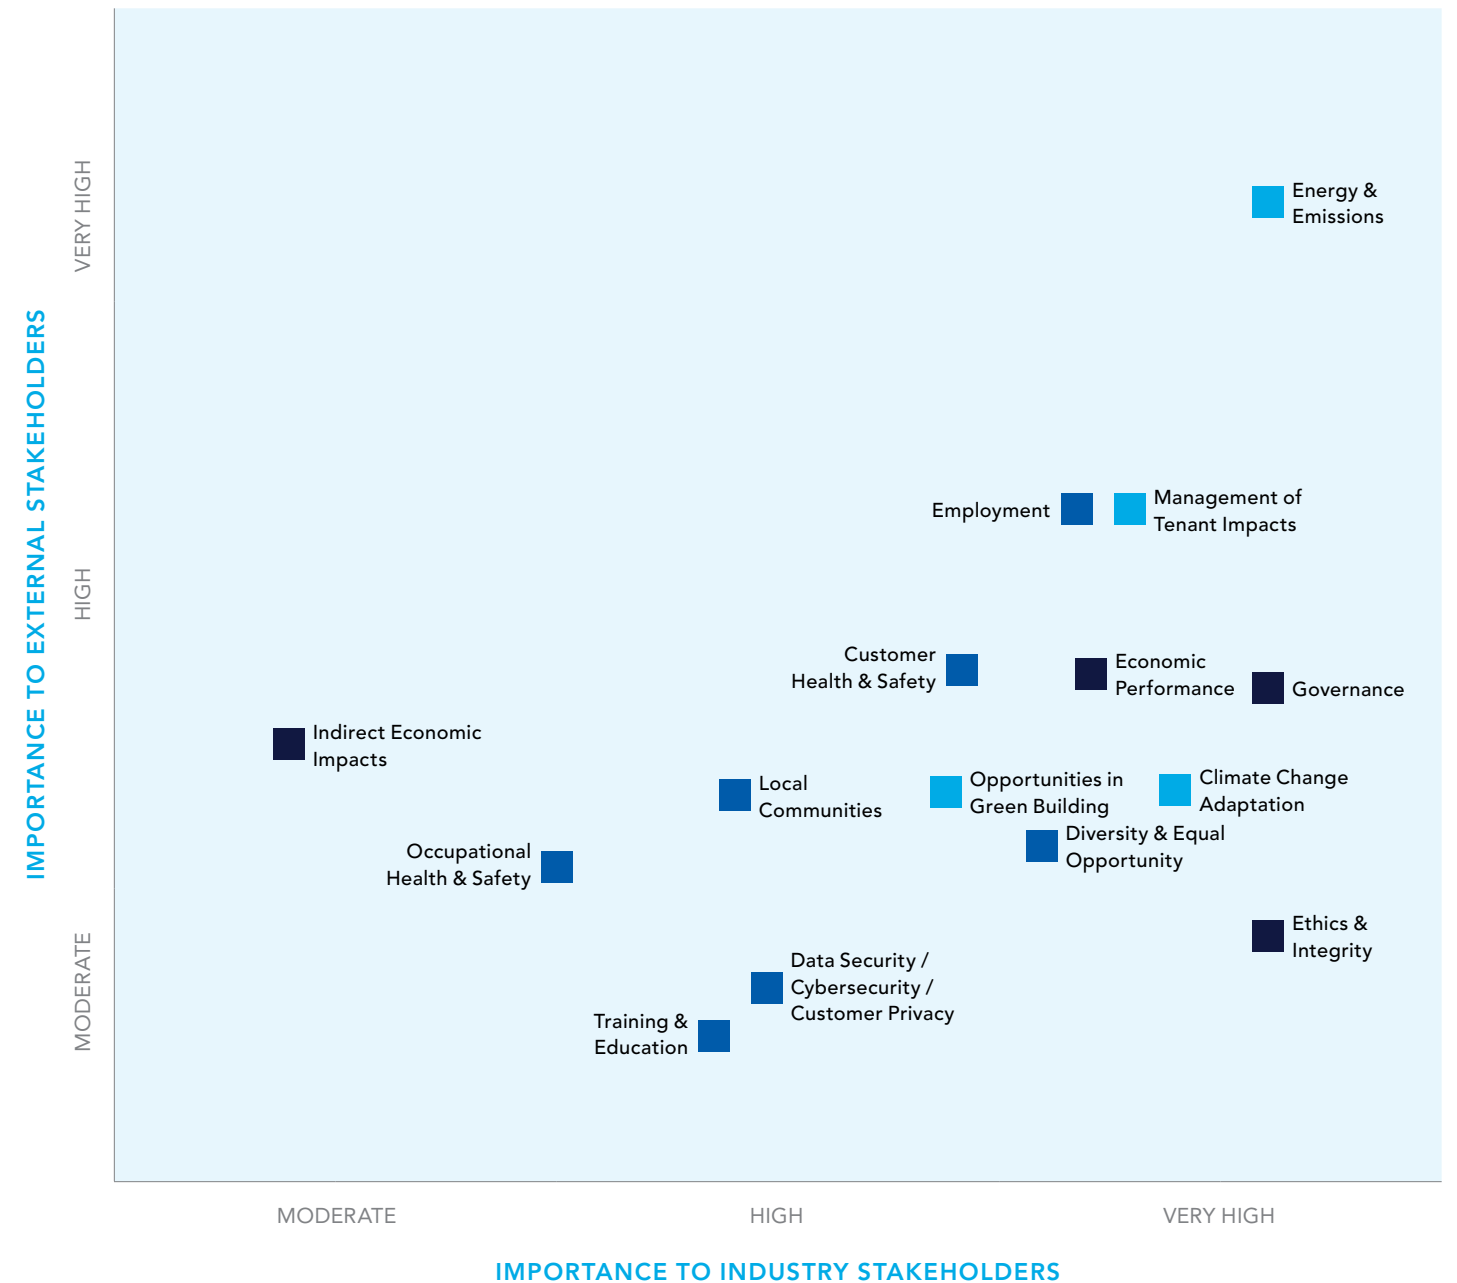 IMPORTANCE TO EXTERNAL STAKEHOLDERS
VERY HIGH
HIGH
MODERATE
Energy &
Emissions
Employment
Management of
Tenant Impacts
Customer
Health & Safety
Economic
Performance
Governance
Indirect Economic
Impacts
Local
Communities
Opportunities in
Green Building
Climate Change
Adaptation
Diversity & Equal
Opportunity
Occupational
Health & Safety
Ethics &
Integrity
Data Security /
Cybersecurity /
Customer Privacy
Training &
Education
MODERATE
HIGH
VERY HIGH
IMPORTANCE TO INDUSTRY STAKEHOLDERS